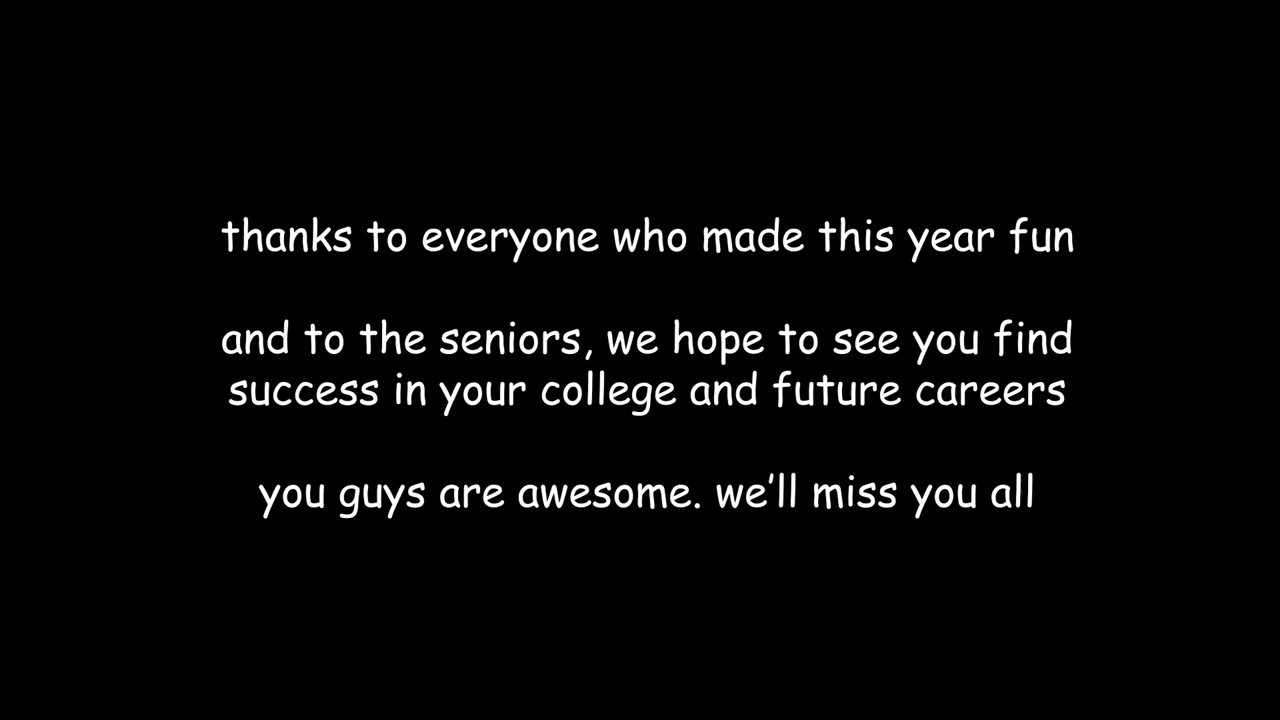 thanks to everyone who made this year fun
and to the seniors, we hope to see you find
success in your college and future careers
you guys are awesome. we'll miss you all